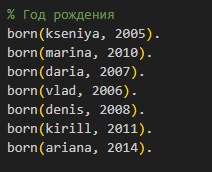 % Год рождения
born(kseniya, 2005).
born(marina, 2010).
born(daria, 2007).
born(vlad, 2006).
born(denis, 2008).
born(kirill, 2011).
born(ariana, 2014).